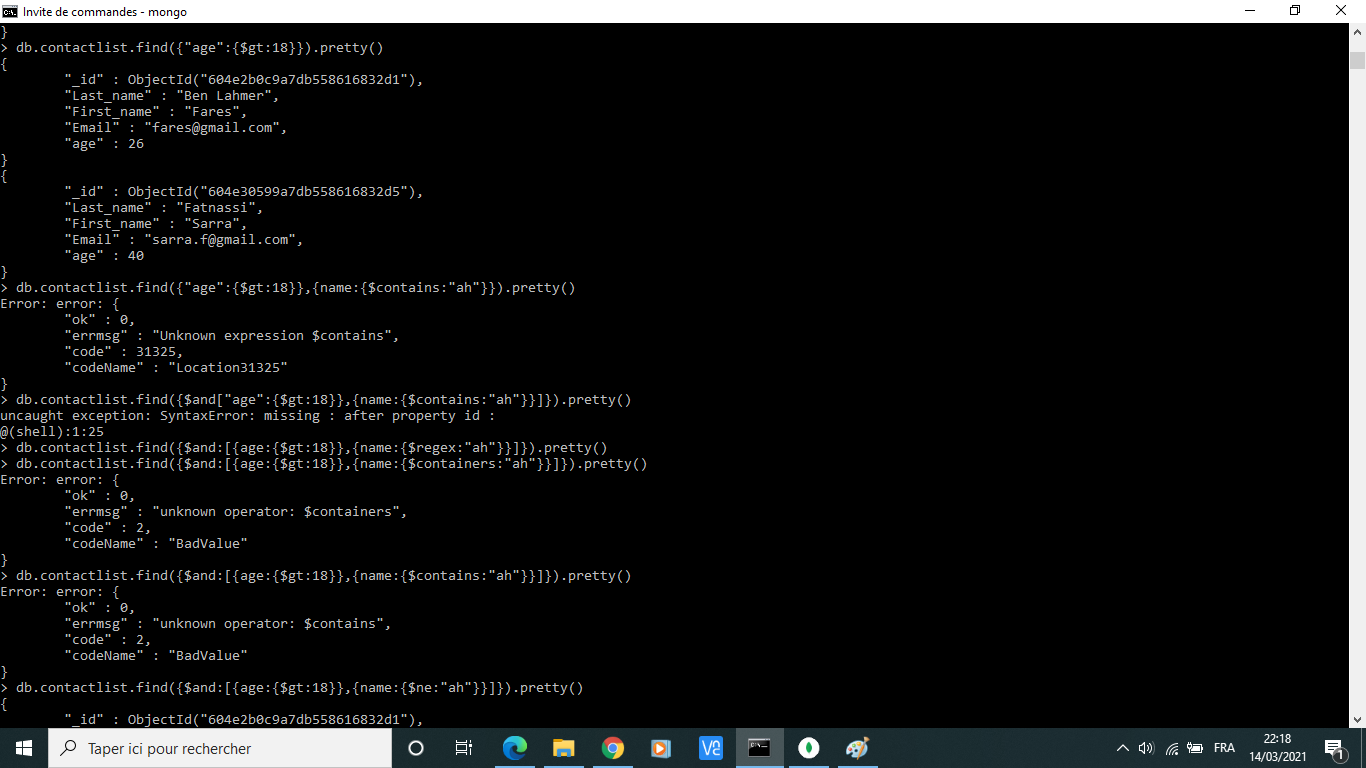 Invite de commandes - mongo
}
> db.contactlist.find({"age":{$gt:18}}).pretty()
{
"_id" : ObjectId("604e2b0c9a7db558616832d1"),
"Last_name" : "Ben Lahmer",
"First_name" : "Fares",
"Email" : "fares@gmail.com",
"age" : 26
}
{
"_id" : ObjectId("604e30599a7db558616832d5"),
"Last_name" : "Fatnassi",
"First_name" : "Sarra",
"Email" : "sarra.f@gmail.com",
"age" : 40
}
> db.contactlist.find({"age":{$gt:18}},{name:{$contains:"ah"}}).pretty()
Error: error: {
"ok" : 0,
"errmsg" : "Unknown expression $contains",
"code" : 31325,
"codeName" : "Location31325"
}
> db.contactlist.find({$and["age":{$gt:18}},{name:{$contains:"ah"}}]}).pretty()
uncaught exception: SyntaxError: missing : after property id :
@(shell):1:25
> db.contactlist.find({$and:[{age:{$gt:18}},{name:{$regex:"ah"}}]}).pretty()
> db.contactlist.find({$and:[{age:{$gt:18}},{name:{$containers:"ah"}}]}).pretty()
Error: error: {
"ok" : 0,
"errmsg" : "unknown operator: $containers",
"code" : 2,
"codeName" : "BadValue"
}
> db.contactlist.find({$and:[{age:{$gt:18}},{name:{$contains:"ah"}}]}).pretty()
Error: error: {
"ok" : 0,
"errmsg" : "unknown operator: $contains",
"code" : 2,
"codeName" : "BadValue"
}
> db.contactlist.find({$and:[{age:{$gt:18}},{name:{$ne:"ah"}}]}).pretty()
{
"_id" : ObjectId("604e2b0c9a7db558616832d1"),
Taper ici pour rechercher
FRA
22:18
14/03/2021
1